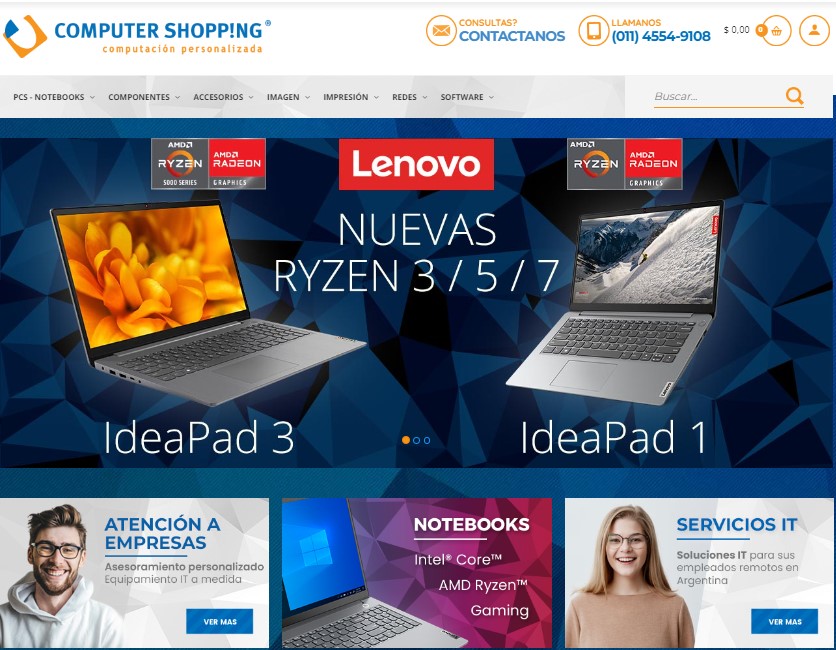 COMPUTER SHOPP!NG®
computación personalizada
CONSULTAS?
CONTACTANOS
LLAMANOS
(011) 4554-9108
$ 0,00
0
PCS - NOTEBOOKS
COMPONENTES
ACCESORIOS
IMAGEN
IMPRESIÓN
REDES
SOFTWARE
Buscar...
AMD
RYZEN
5000 SERIES
AMD
RADEON
GRAPHICS
Lenovo
AMD
RYZEN
AMD
RADEON
GRAPHICS
NUEVAS
RYZEN 3 / 5 / 7
Lenovo
Lenovo
IdeaPad 3
IdeaPad 1
ATENCIÓN A
EMPRESAS
Asesoramiento personalizado
Equipamiento IT a medida
VER MAS
NOTEBOOKS
Intel® Core™
AMD Ryzen™
Gaming
SERVICIOS IT
Soluciones IT para sus
empleados remotos en
Argentina
VER MAS